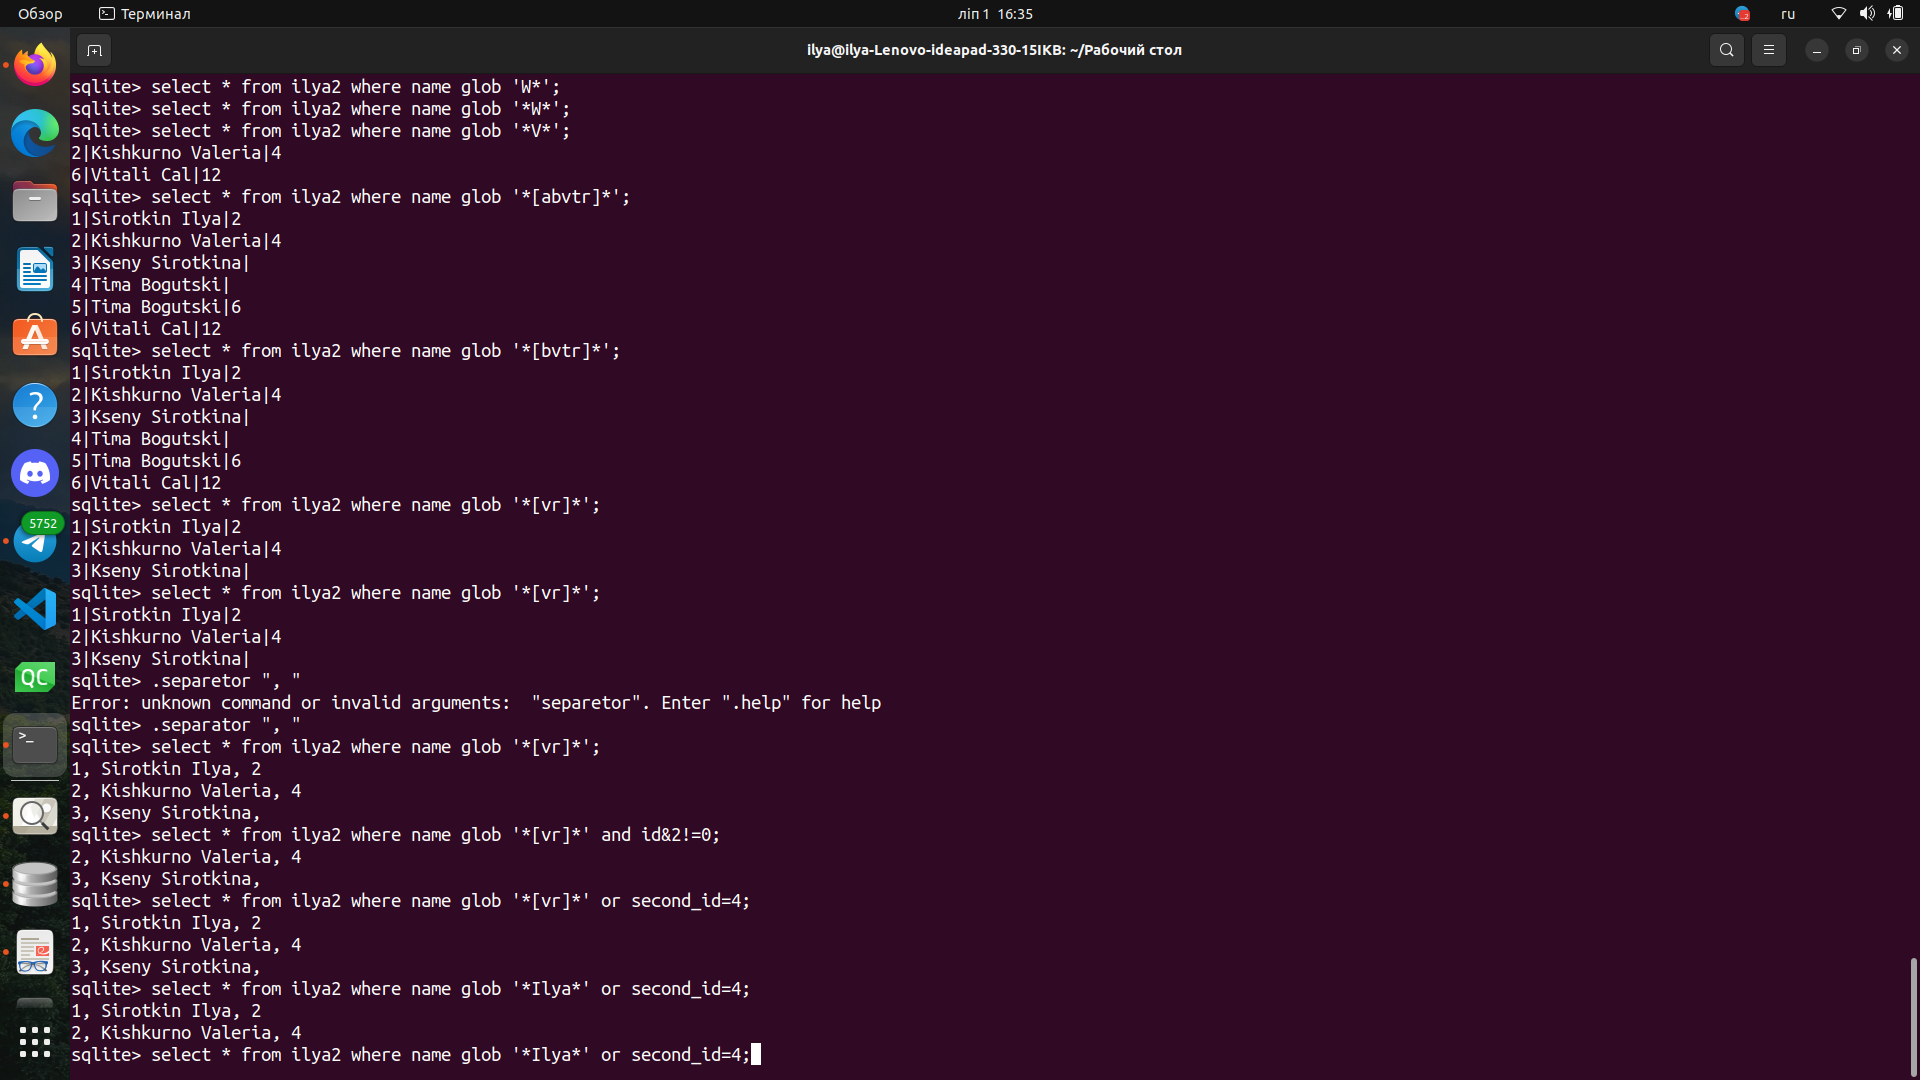 Обзор
Терминал
ліп 1 16:35
ru
ilya@ilya-Lenovo-ideapad-330-15IKB: ~/Рабочий стол
sqlite> select * from ilya2 where name glob 'W*';
sqlite> select * from ilya2 where name glob '*W*';
sqlite> select * from ilya2 where name glob '*V*';
2|Kishkurno Valeria|4
6|Vitali Cal|12
sqlite> select * from ilya2 where name glob '*[abvtr]*';
1|Sirotkin Ilya|2
2|Kishkurno Valeria|4
3|Kseny Sirotkina|
4|Tima Bogutski|
5|Tima Bogutski|6
6|Vitali Cal|12
sqlite> select * from ilya2 where name glob '*[bvtr]*';
1|Sirotkin Ilya|2
2|Kishkurno Valeria|4
3|Kseny Sirotkina|
4|Tima Bogutski|
5|Tima Bogutski|6
6|Vitali Cal|12
sqlite> select * from ilya2 where name glob '*[vr]*';
1|Sirotkin Ilya|2
2|Kishkurno Valeria|4
3|Kseny Sirotkina|
sqlite> select * from ilya2 where name glob '*[vr]*';
1|Sirotkin Ilya|2
2|Kishkurno Valeria|4
3|Kseny Sirotkina|
sqlite> .separetor ", "
Error: unknown command or invalid arguments:  "separetor". Enter ".help" for help
sqlite> .separator ", "
sqlite> select * from ilya2 where name glob '*[vr]*';
1, Sirotkin Ilya, 2
2, Kishkurno Valeria, 4
3, Kseny Sirotkina,
sqlite> select * from ilya2 where name glob '*[vr]*' and id&2!=0;
2, Kishkurno Valeria, 4
3, Kseny Sirotkina,
sqlite> select * from ilya2 where name glob '*[vr]*' or second_id=4;
1, Sirotkin Ilya, 2
2, Kishkurno Valeria, 4
3, Kseny Sirotkina,
sqlite> select * from ilya2 where name glob '*Ilya*' or second_id=4;
1, Sirotkin Ilya, 2
2, Kishkurno Valeria, 4
sqlite> select * from ilya2 where name glob '*Ilya*' or second_id=4;
5752
QC